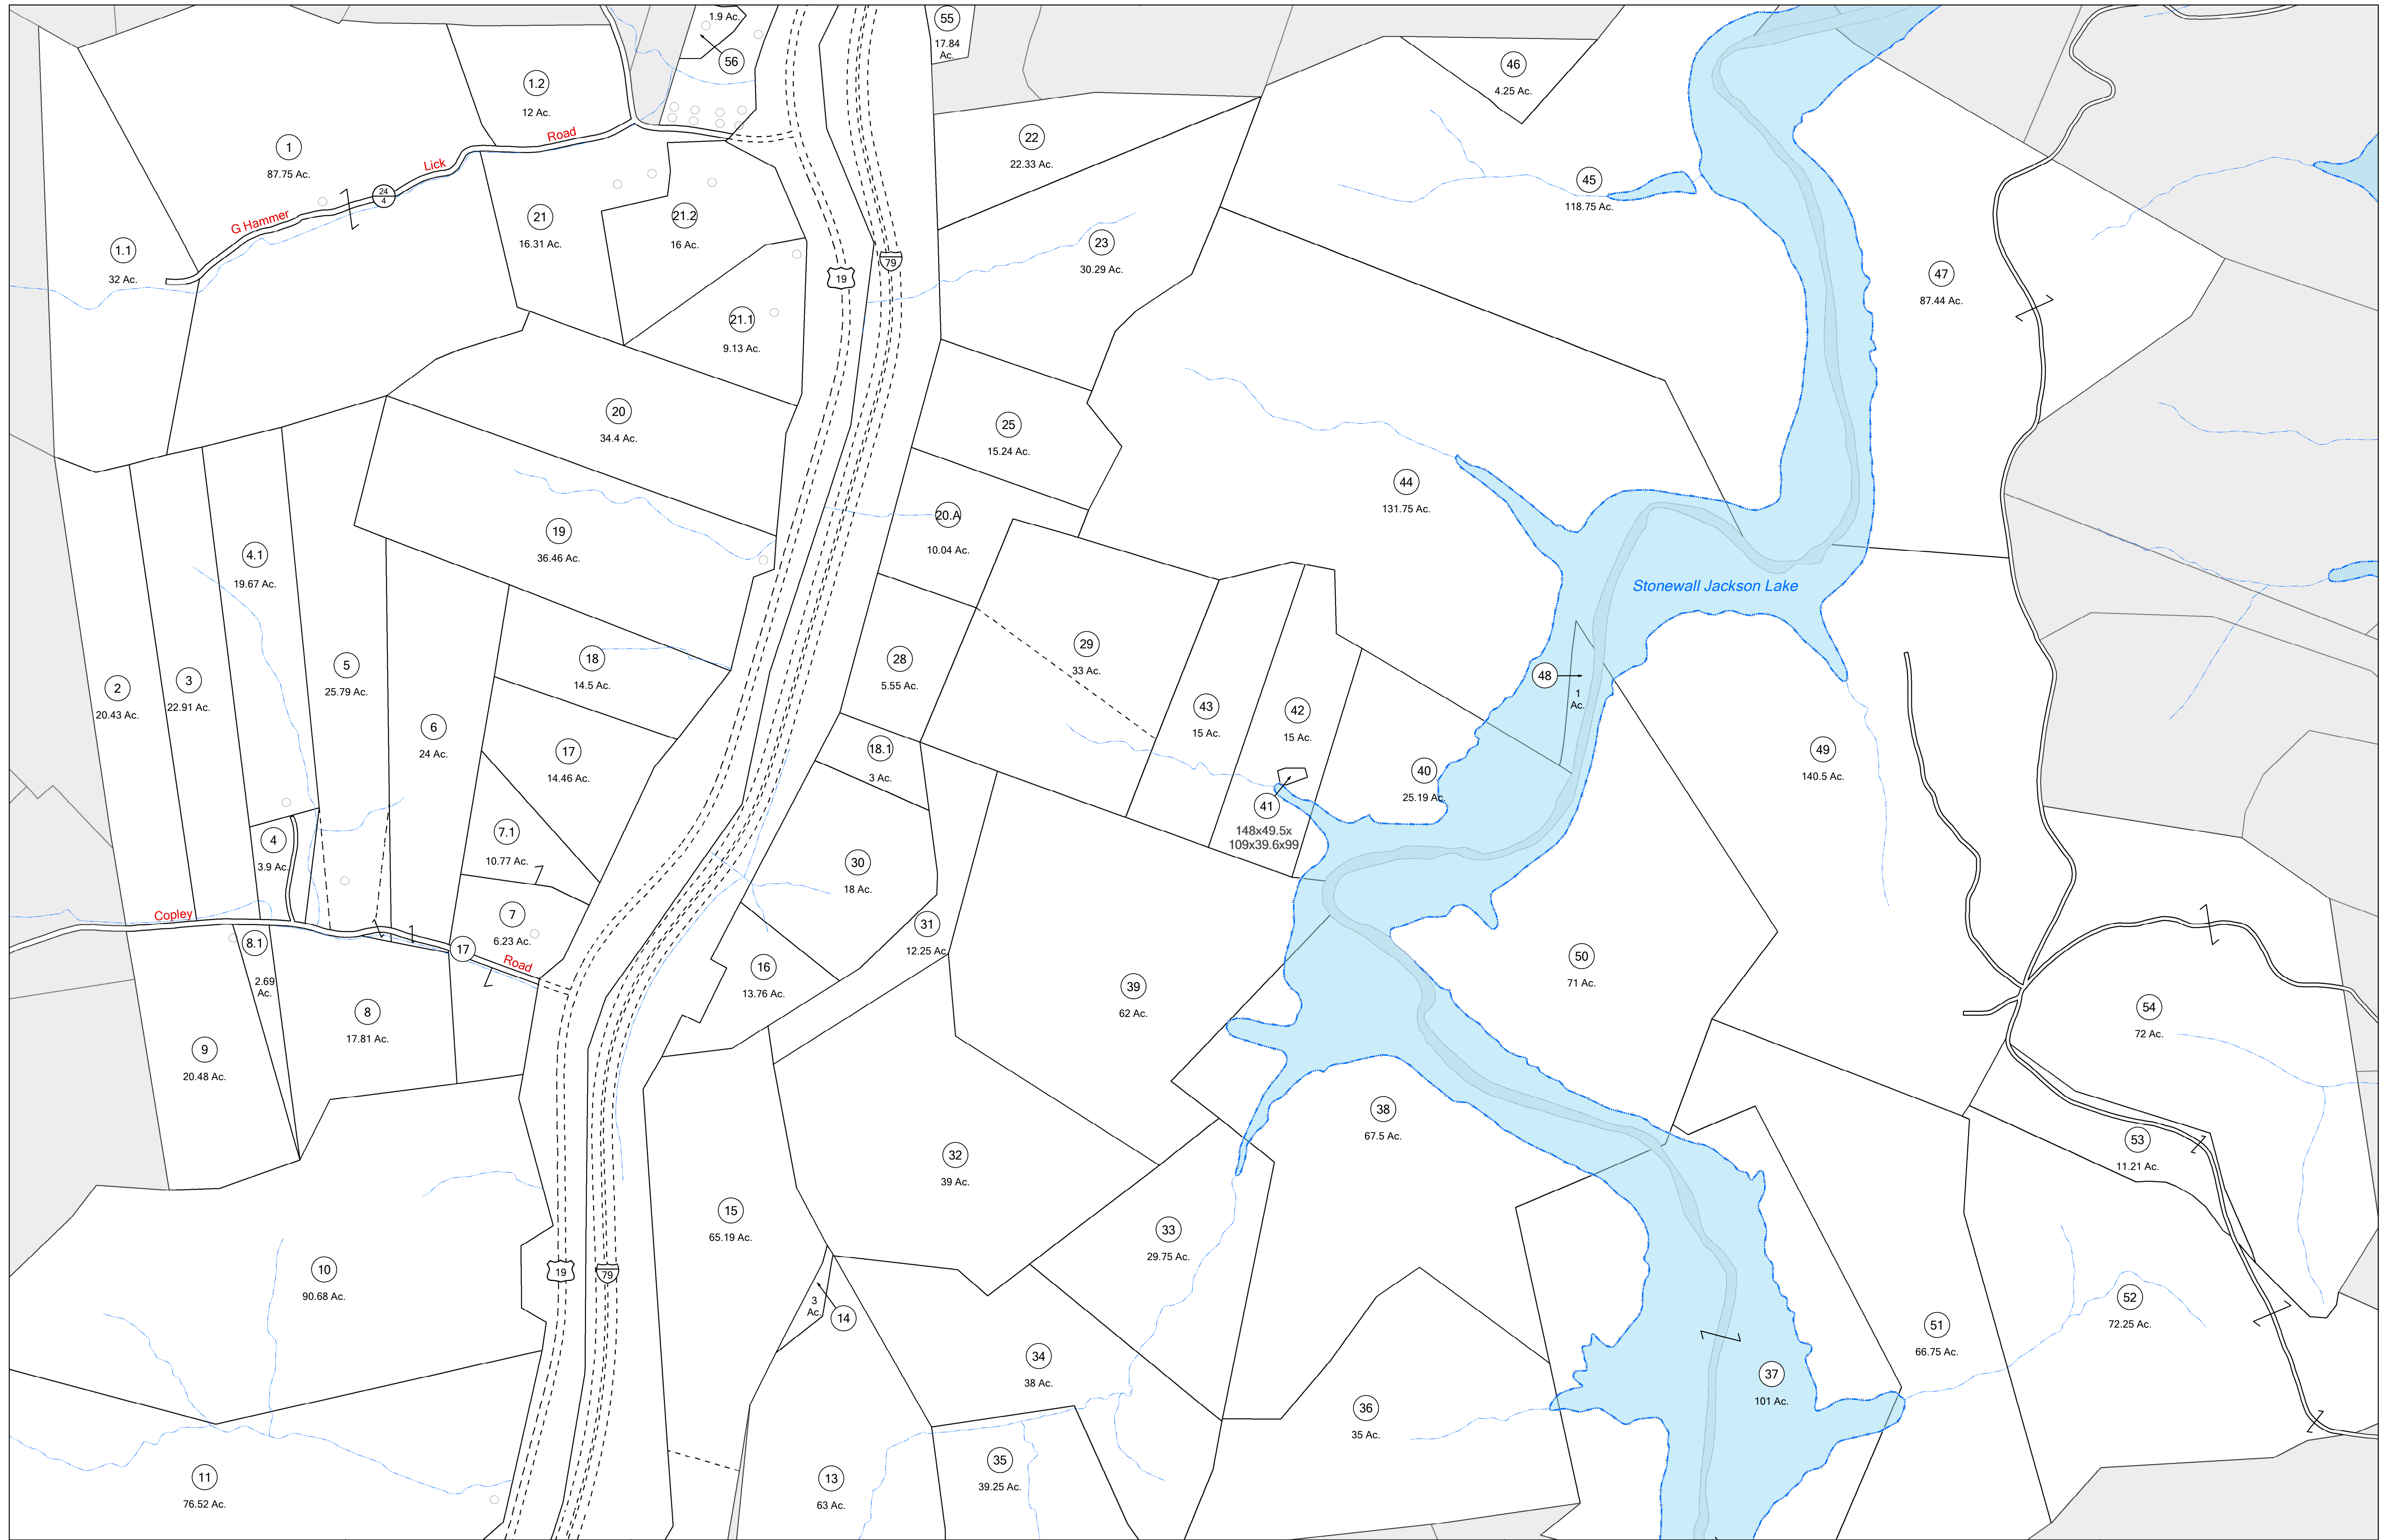 1.9 Ac.
56
55
17.84
Ac.
46
4.25 Ac.
1.2
12 Ac.
1
87.75 Ac.
G Hammer
Lick
Road
24
4
1.1
32 Ac.
21
16.31 Ac.
21.2
16 Ac.
21.1
9.13 Ac.
19
79
22
22.33 Ac.
23
30.29 Ac.
45
118.75 Ac.
47
87.44 Ac.
20
34.4 Ac.
25
15.24 Ac.
44
131.75 Ac.
19
36.46 Ac.
20.A
10.04 Ac.
4.1
19.67 Ac.
Stonewall Jackson Lake
2
20.43 Ac.
3
22.91 Ac.
5
25.79 Ac.
6
24 Ac.
18
14.5 Ac.
17
14.46 Ac.
28
5.55 Ac.
29
33 Ac.
43
15 Ac.
42
15 Ac.
48
1
Ac.
40
25.19 Ac.
49
140.5 Ac.
18.1
3 Ac.
41
148x49.5x
109x39.6x99
4
3.9 Ac.
7.1
10.77 Ac.
7
6.23 Ac.
30
18 Ac.
31
12.25 Ac.
Copley
17
Road
8.1
2.69
Ac.
16
13.76 Ac.
39
62 Ac.
50
71 Ac.
54
72 Ac.
9
20.48 Ac.
8
17.81 Ac.
38
67.5 Ac.
53
11.21 Ac.
32
39 Ac.
15
65.19 Ac.
33
29.75 Ac.
10
90.68 Ac.
19
79
3
Ac.
14
34
38 Ac.
52
72.25 Ac.
51
66.75 Ac.
37
101 Ac.
36
35 Ac.
11
76.52 Ac.
13
63 Ac.
35
39.25 Ac.